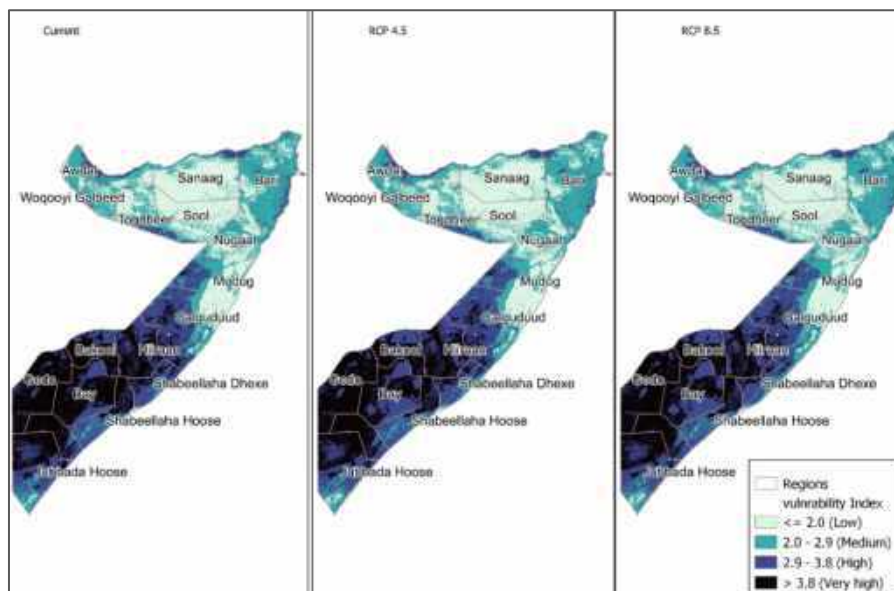 Current
Awdal
Sanaag
Bari
Woqooyi Galbeed
Togdheer
Sool
Nugaal
Mudug
Galguduud
Bakool
Hiiraan
Gedo
Bay
Shabeellaha Dhexe
Shabeellaha Hoose
Jubbada Hoose
RCP 4.5
Awdal
Sanaag
Bari
Woqooyi Galbeed
Togdheer
Sool
Nugaal
Mudug
Galguduud
Bakool
Hiiraan
Gedo
Bay
Shabeellaha Dhexe
Shabeellaha Hoose
Jubbada Hoose
RCP 8.5
Awdal
Sanaag
Bari
Woqooyi Galbeed
Togdheer
Sool
Nugaal
Mudug
Galguduud
Bakool
Hiiraan
Gedo
Bay
Shabeellaha Dhexe
Shabeellaha Hoose
Jubbada Hoose
Regions
vulnrability Index
<= 2.0 (Low)
2.0 - 2.9 (Medium)
2.9 - 3.8 (High)
> 3.8 (Very high)